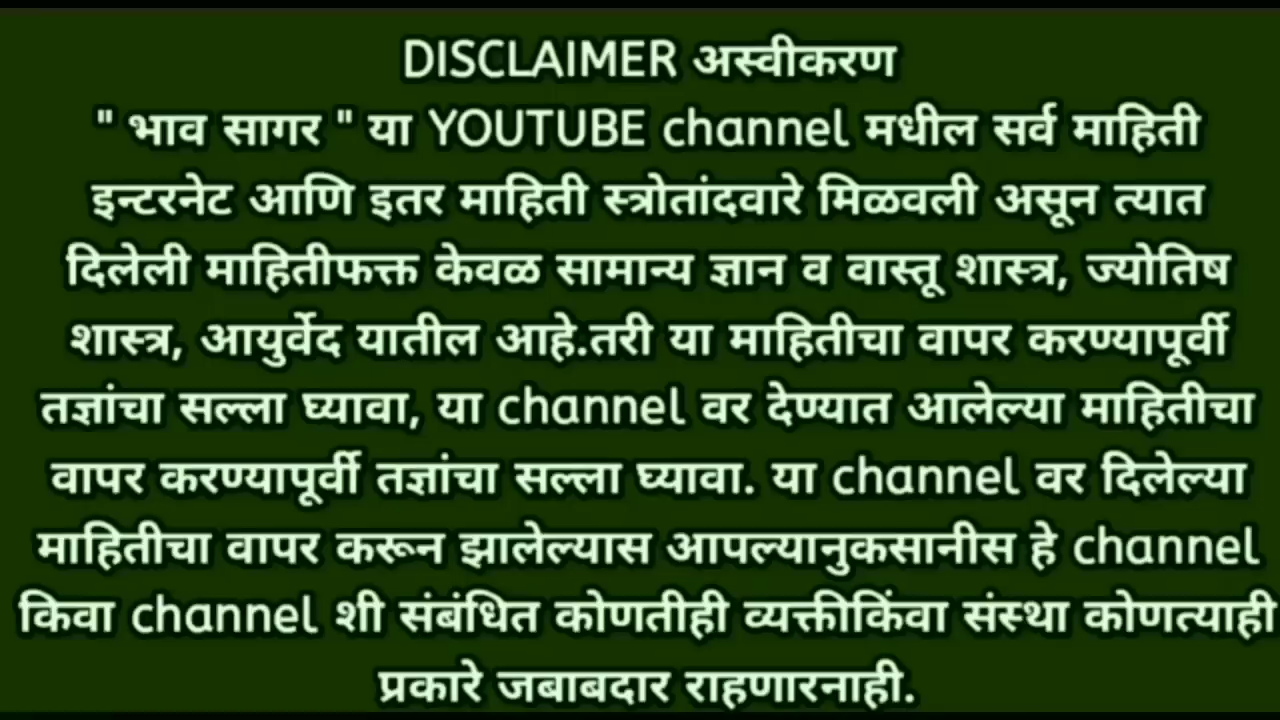 DISCLAIMER अस्वीकरण
" भाव सागर " या YOUTUBE channel मधील सर्व माहिती
इन्टरनेट आणि इतर माहिती स्त्रोतांदवारे मिळवली असून त्यात
दिलेली माहितीफक्त केवळ सामान्य ज्ञान व वास्तू शास्त्र, ज्योतिष
शास्त्र, आयुर्वेद यातील आहे.तरी या माहितीचा वापर करण्यापूर्वी
तज्ञांचा सल्ला घ्यावा, या channel वर देण्यात आलेल्या माहितीचा
वापर करण्यापूर्वी तज्ञांचा सल्ला घ्यावा. या channel वर दिलेल्या
माहितीचा वापर करून झालेल्यास आपल्यानुकसानीस हे channel
किवा channel शी संबंधित कोणतीही व्यक्तीकिंवा संस्था कोणत्याही
प्रकारे जबाबदार राहणारनाही.